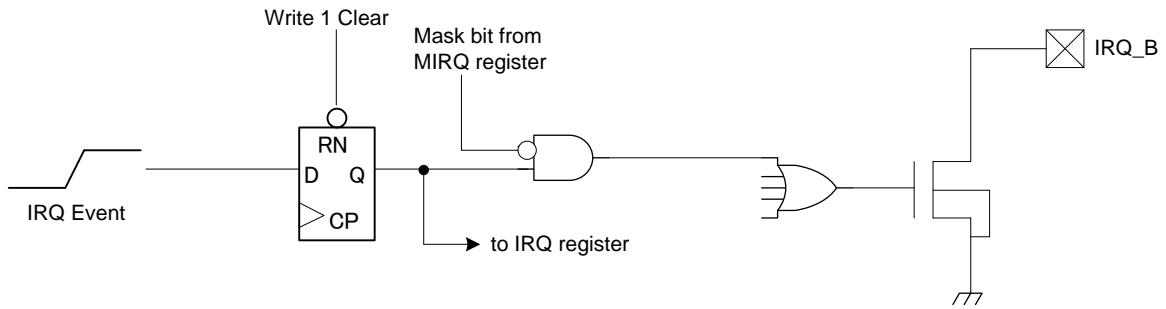 Write 1 Clear
Mask bit from
MIRQ register
IRQ_B
RN
D
Q
CP
IRQ Event
to IRQ register